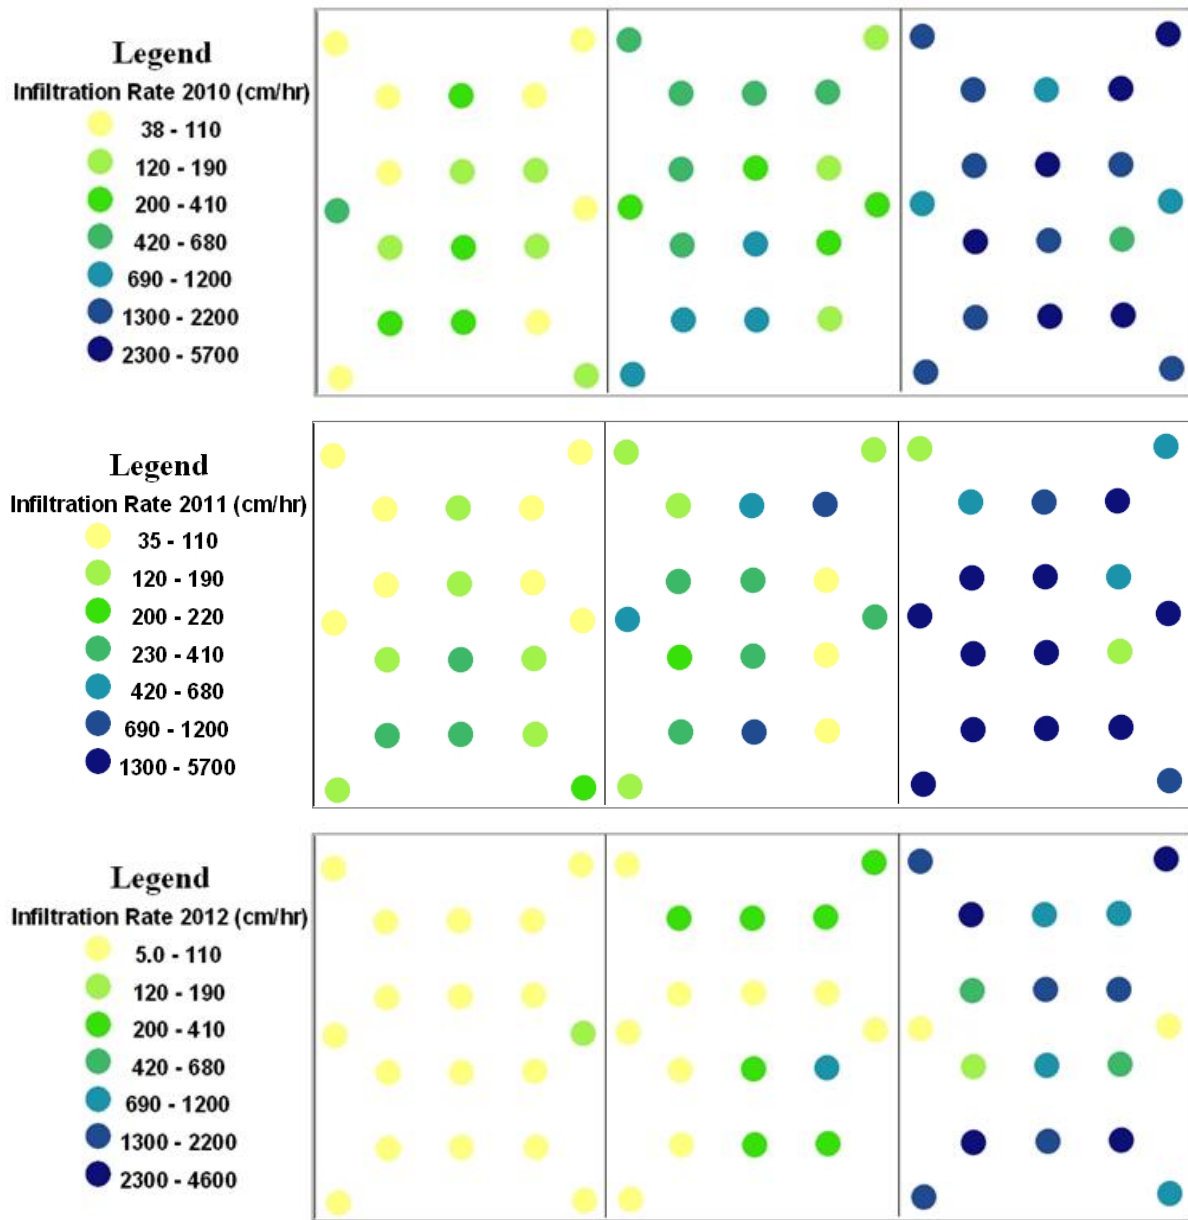 Legend
Infiltration Rate 2010 (cm/hr)
38 - 110
120 - 190
200 - 410
420 - 680
690 - 1200
1300 - 2200
2300 - 5700
Legend
Infiltration Rate 2011 (cm/hr)
35 - 110
120 - 190
200 - 220
230 - 410
420 - 680
690 - 1200
1300 - 5700
Legend
Infiltration Rate 2012 (cm/hr)
5.0 - 110
120 - 190
200 - 410
420 - 680
690 - 1200
1300 - 2200
2300 - 4600